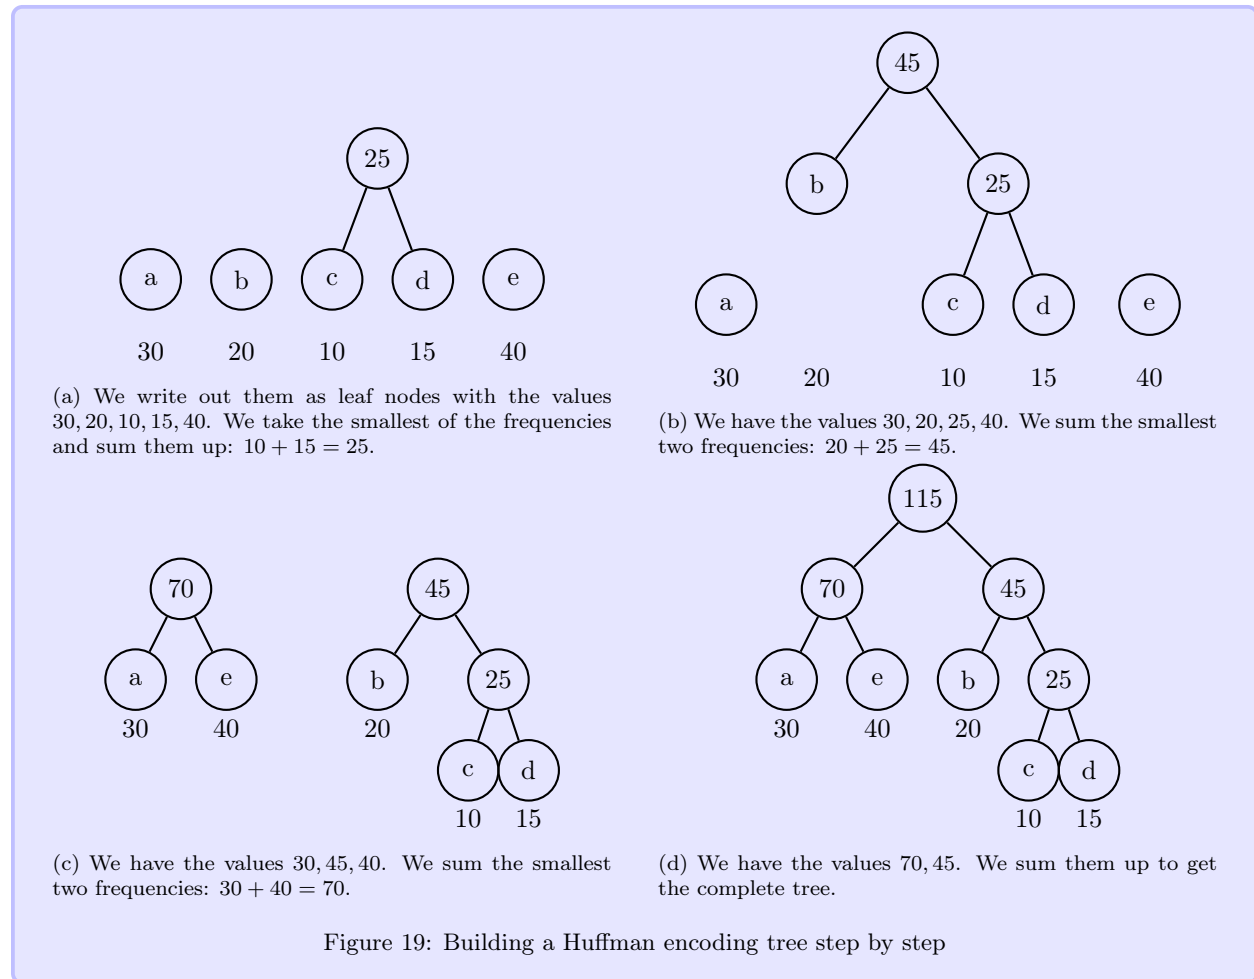 25
a b c d e
30 20 10 15 40
(a) We write out them as leaf nodes with the values
30, 20, 10, 15, 40. We take the smallest of the frequencies
and sum them up: 10 + 15 = 25.
45
b 25
a c d e
30 20 10 15 40
(b) We have the values 30, 20, 25, 40. We sum the smallest
two frequencies: 20 + 25 = 45.
70 45
a e b 25
30 40 20
c d
10 15
(c) We have the values 30, 45, 40. We sum the smallest
two frequencies: 30 + 40 = 70.
115
70 45
a e b 25
30 40 20
c d
10 15
(d) We have the values 70, 45. We sum them up to get
the complete tree.
Figure 19: Building a Huffman encoding tree step by step